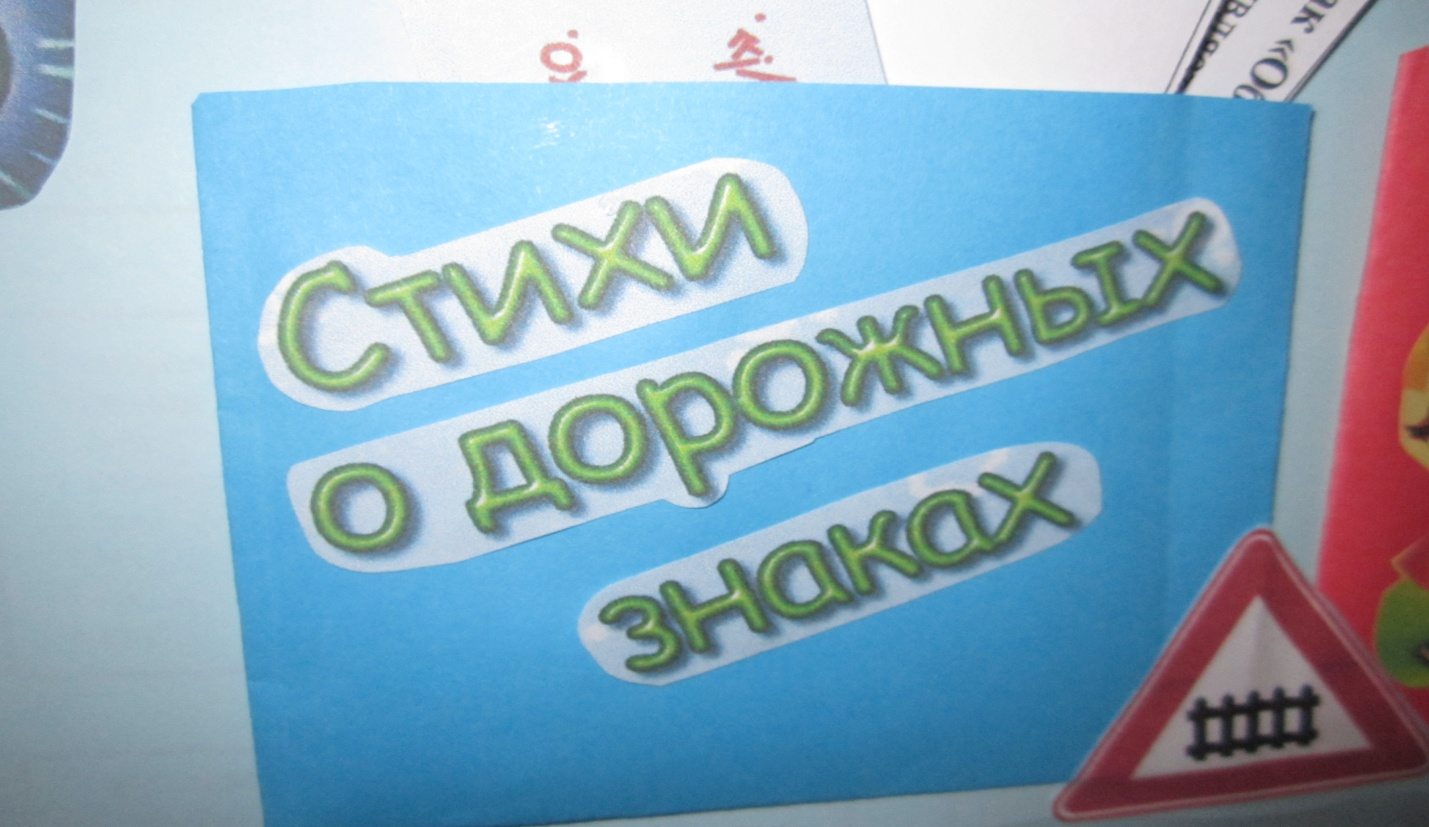 Стихи
о дорожных
знаках